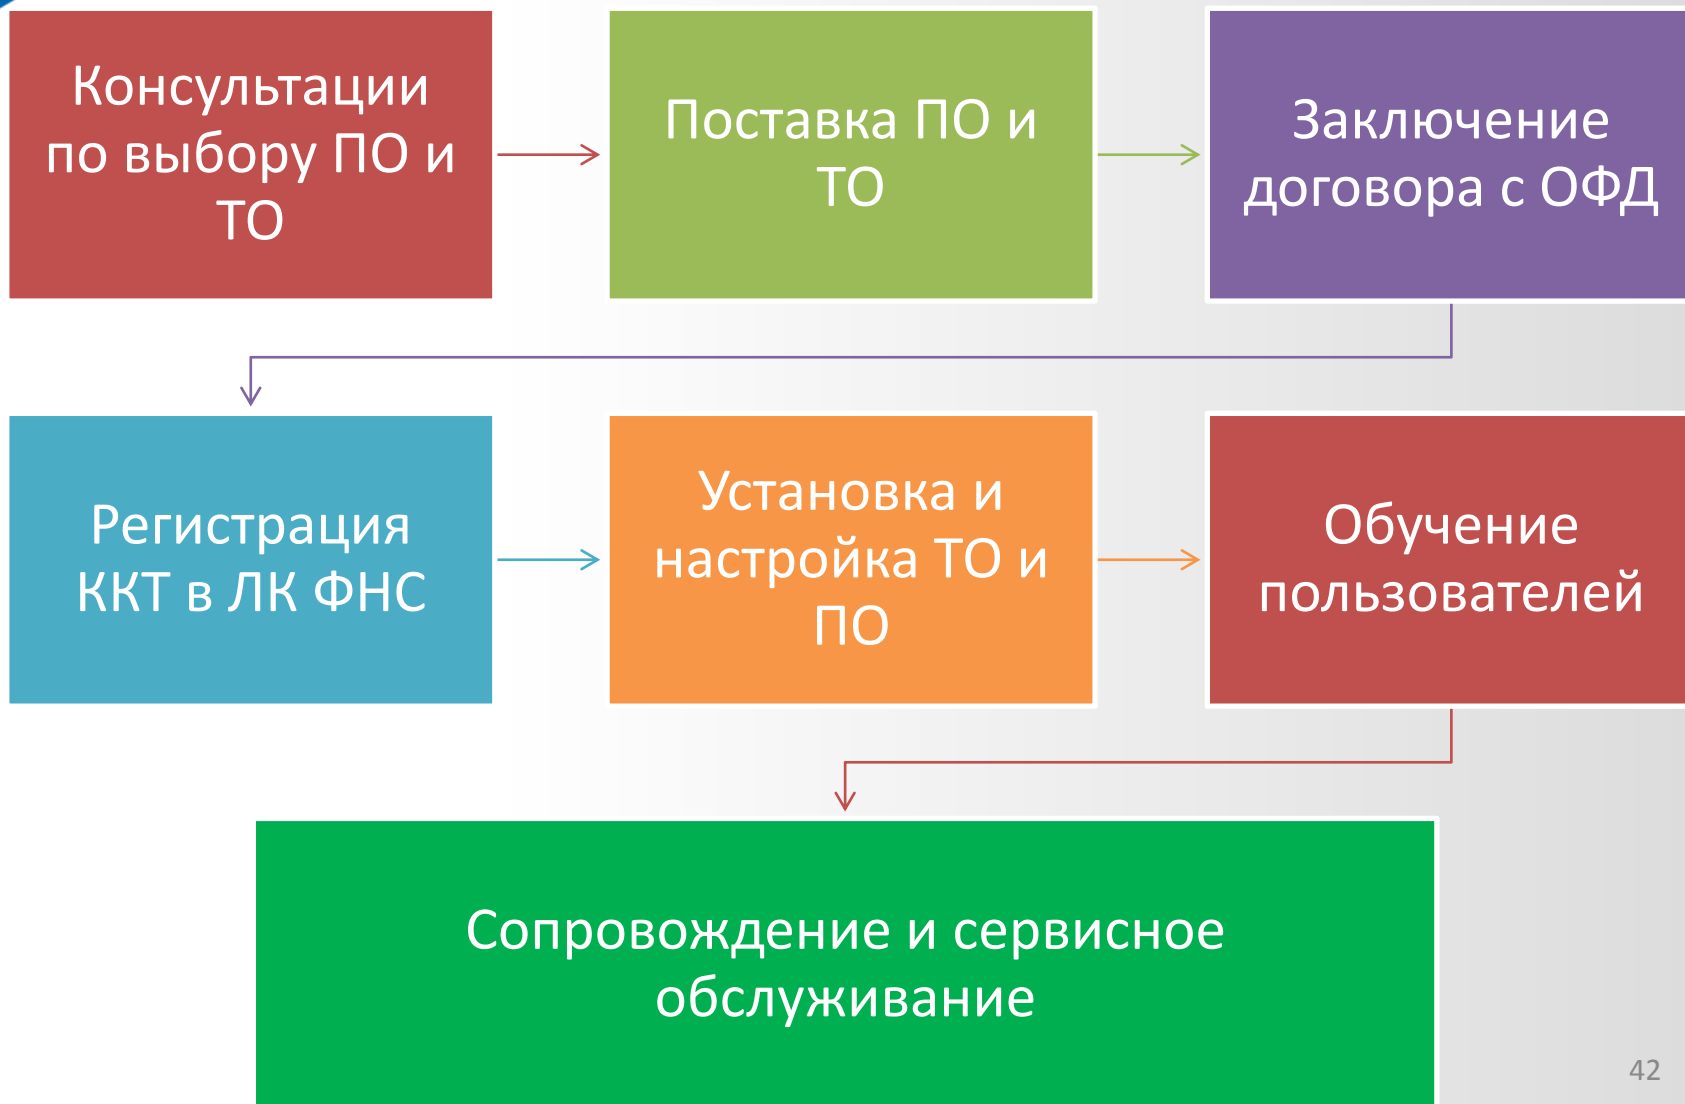 Консультации
по выбору ПО и
ТО
Поставка ПО и
ТО
Заключение
договора с ОФД
Регистрация
ККТ в ЛК ФНС
Установка и
настройка ТО и
ПО
Обучение
пользователей
Сопровождение и сервисное
обслуживание
42